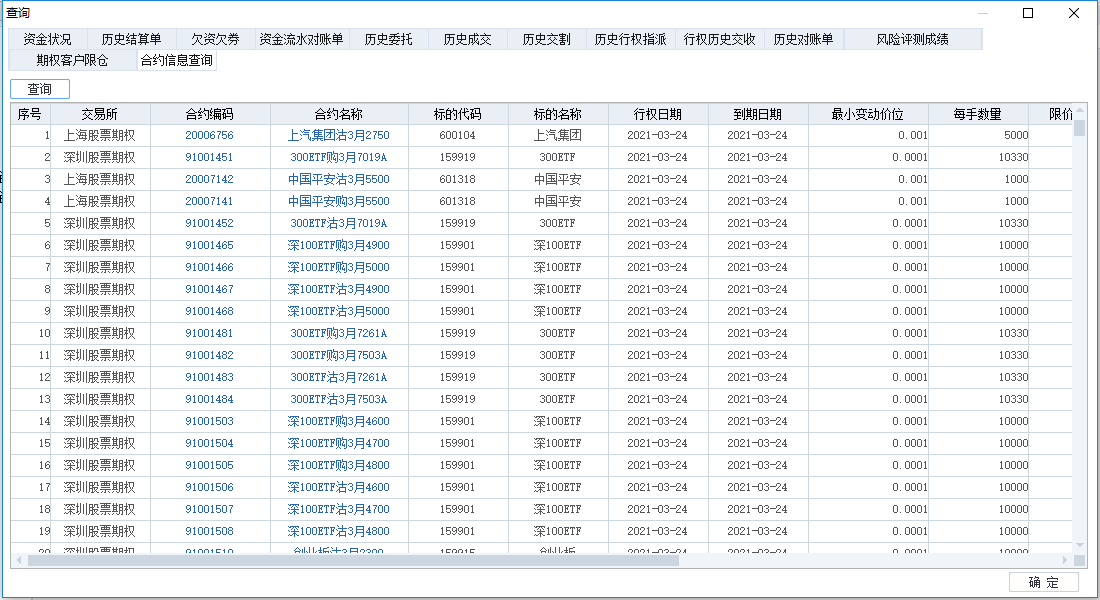 查询
资金状况 历史结算单 欠资欠券 资金流水对账单 历史委托 历史成交 历史交割 历史行权指派 行权历史交收 历史对账单 风险评测成绩
期权客户限仓 合约信息查询
查询
序号 交易所 合约编码 合约名称 标的代码 标的名称 行权日期 到期日期 最小变动价位 每手数量 限价
1 上海股票期权 20006756 上汽集团沽3月2750 600104 上汽集团 2021-03-24 2021-03-24 0.001 5000
2 深圳股票期权 91001451 300ETF购3月7019A 159919 300ETF 2021-03-24 2021-03-24 0.0001 10330
3 上海股票期权 20007142 中国平安沽3月5500 601318 中国平安 2021-03-24 2021-03-24 0.001 1000
4 上海股票期权 20007141 中国平安购3月5500 601318 中国平安 2021-03-24 2021-03-24 0.001 1000
5 深圳股票期权 91001452 300ETF沽3月7019A 159919 300ETF 2021-03-24 2021-03-24 0.0001 10330
6 深圳股票期权 91001465 深100ETF购3月4900 159901 深100ETF 2021-03-24 2021-03-24 0.0001 10000
7 深圳股票期权 91001466 深100ETF购3月5000 159901 深100ETF 2021-03-24 2021-03-24 0.0001 10000
8 深圳股票期权 91001467 深100ETF沽3月4900 159901 深100ETF 2021-03-24 2021-03-24 0.0001 10000
9 深圳股票期权 91001468 深100ETF沽3月5000 159901 深100ETF 2021-03-24 2021-03-24 0.0001 10000
10 深圳股票期权 91001481 300ETF购3月7261A 159919 300ETF 2021-03-24 2021-03-24 0.0001 10330
11 深圳股票期权 91001482 300ETF购3月7503A 159919 300ETF 2021-03-24 2021-03-24 0.0001 10330
12 深圳股票期权 91001483 300ETF沽3月7261A 159919 300ETF 2021-03-24 2021-03-24 0.0001 10330
13 深圳股票期权 91001484 300ETF沽3月7503A 159919 300ETF 2021-03-24 2021-03-24 0.0001 10330
14 深圳股票期权 91001503 深100ETF购3月4600 159901 深100ETF 2021-03-24 2021-03-24 0.0001 10000
15 深圳股票期权 91001504 深100ETF购3月4700 159901 深100ETF 2021-03-24 2021-03-24 0.0001 10000
16 深圳股票期权 91001505 深100ETF购3月4800 159901 深100ETF 2021-03-24 2021-03-24 0.0001 10000
17 深圳股票期权 91001506 深100ETF沽3月4600 159901 深100ETF 2021-03-24 2021-03-24 0.0001 10000
18 深圳股票期权 91001507 深100ETF沽3月4700 159901 深100ETF 2021-03-24 2021-03-24 0.0001 10000
19 深圳股票期权 91001508 深100ETF沽3月4800 159901 深100ETF 2021-03-24 2021-03-24 0.0001 10000
20 深圳股票期权 2021-03-24 2021-03-24 0.0001 10000
确 定